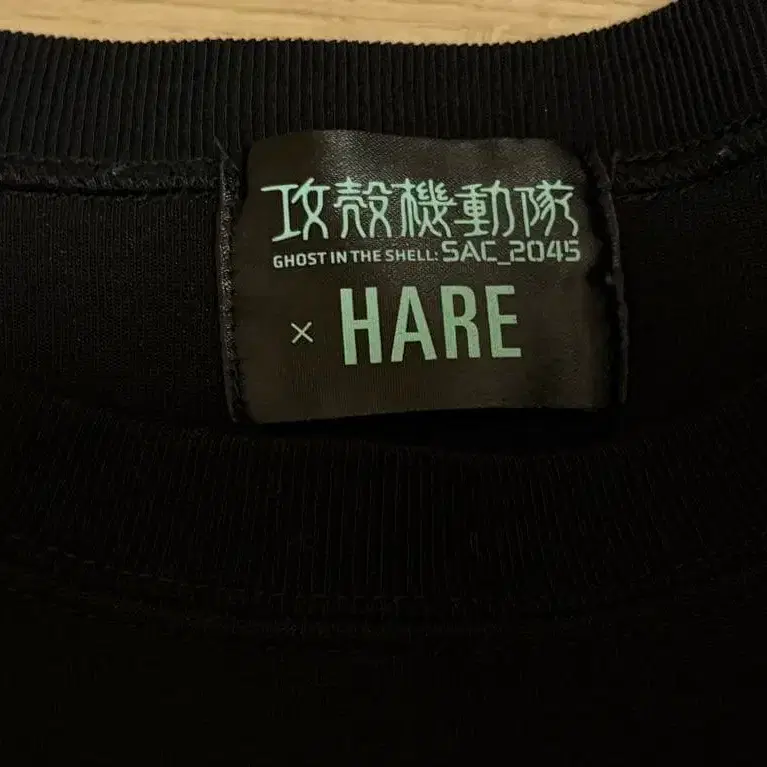 攻殻機動隊
GHOST IN THE SHELL: SAC_2045
× HARE